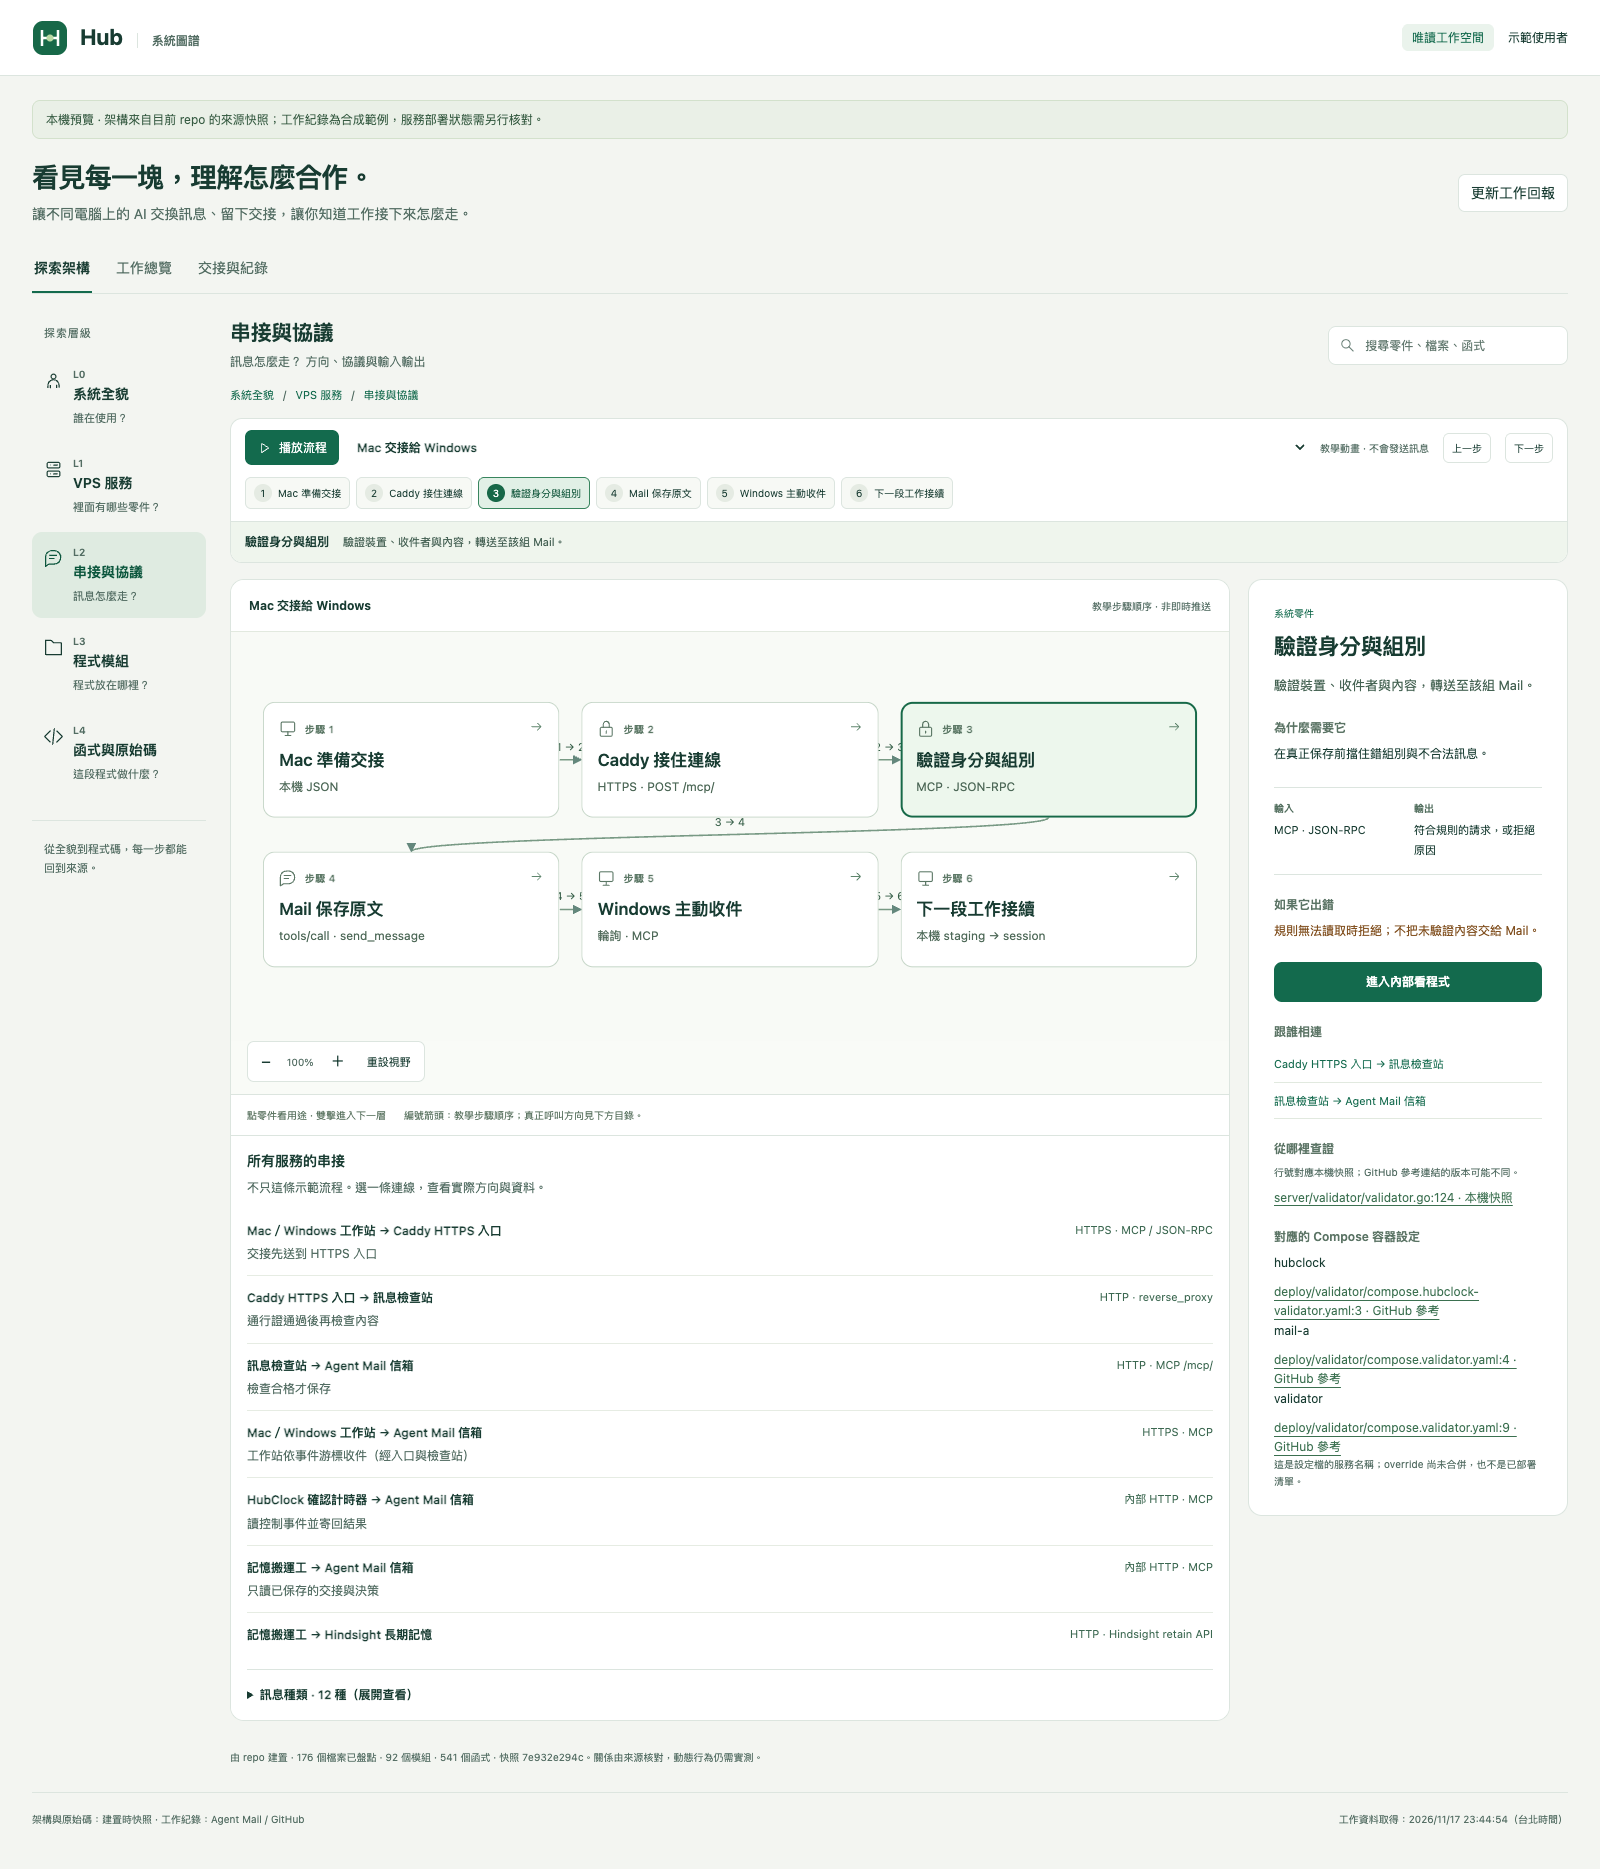 Hub
系統圖譜
唯讀工作空間
示範使用者
本機預覽 · 架構來自目前 repo 的來源快照；工作紀錄為合成範例，服務部署狀態需另行核對。
看見每一塊，理解怎麼合作。
讓不同電腦上的 AI 交換訊息、留下交接，讓你知道工作接下來怎麼走。
更新工作回報
探索架構
工作總覽
交接與紀錄
探索層級
L0
系統全貌
誰在使用？
L1
VPS 服務
裡面有哪些零件？
L2
串接與協議
訊息怎麼走？
L3
程式模組
程式放在哪裡？
L4
函式與原始碼
這段程式做什麼？
從全貌到程式碼，每一步都能
回到來源。
串接與協議
訊息怎麼走？ 方向、協議與輸入輸出
搜尋零件、檔案、函式
系統全貌 / VPS 服務 / 串接與協議
播放流程
Mac 交接給 Windows
教學動畫 · 不會發送訊息
上一步
下一步
1 Mac 準備交接
2 Caddy 接住連線
3 驗證身分與組別
4 Mail 保存原文
5 Windows 主動收件
6 下一段工作接續
驗證身分與組別 驗證裝置、收件者與內容，轉送至該組 Mail。
Mac 交接給 Windows
教學步驟順序 · 非即時推送
步驟 1
Mac 準備交接
本機 JSON
步驟 2
Caddy 接住連線
HTTPS · POST /mcp/
步驟 3
驗證身分與組別
MCP · JSON-RPC
3 → 4
步驟 4
Mail 保存原文
tools/call · send_message
步驟 5
Windows 主動收件
輪詢 · MCP
步驟 6
下一段工作接續
本機 staging → session
− 100% + 重設視野
點零件看用途 · 雙擊進入下一層 編號箭頭：教學步驟順序；真正呼叫方向見下方目錄。
所有服務的串接
不只這條示範流程。選一條連線，查看實際方向與資料。
Mac / Windows 工作站 → Caddy HTTPS 入口
HTTPS · MCP / JSON-RPC
交接先送到 HTTPS 入口
Caddy HTTPS 入口 → 訊息檢查站
HTTP · reverse_proxy
通行證通過後再檢查內容
訊息檢查站 → Agent Mail 信箱
HTTP · MCP /mcp/
檢查合格才保存
Mac / Windows 工作站 → Agent Mail 信箱
HTTPS · MCP
工作站依事件游標收件（經入口與檢查站）
HubClock 確認計時器 → Agent Mail 信箱
內部 HTTP · MCP
讀控制事件並寄回結果
記憶搬運工 → Agent Mail 信箱
內部 HTTP · MCP
只讀已保存的交接與決策
記憶搬運工 → Hindsight 長期記憶
HTTP · Hindsight retain API
訊息種類 · 12 種（展開查看）
系統零件
驗證身分與組別
驗證裝置、收件者與內容，轉送至該組 Mail。
為什麼需要它
在真正保存前擋住錯組別與不合法訊息。
輸入
MCP · JSON-RPC
輸出
符合規則的請求，或拒絕
原因
如果它出錯
規則無法讀取時拒絕；不把未驗證內容交給 Mail。
進入內部看程式
跟誰相連
Caddy HTTPS 入口 → 訊息檢查站
訊息檢查站 → Agent Mail 信箱
從哪裡查證
行號對應本機快照；GitHub 參考連結的版本可能不同。
server/validator/validator.go:124 · 本機快照
對應的 Compose 容器設定
hubclock
deploy/validator/compose.hubclock-
validator.yaml:3 · GitHub 參考
mail-a
deploy/validator/compose.validator.yaml:4 ·
GitHub 參考
validator
deploy/validator/compose.validator.yaml:9 ·
GitHub 參考
這是設定檔的服務名稱；override 尚未合併，也不是已部署
清單。
由 repo 建置 · 176 個檔案已盤點 · 92 個模組 · 541 個函式 · 快照 7e932e294c。關係由來源核對，動態行為仍需實測。
架構與原始碼：建置時快照 · 工作紀錄：Agent Mail / GitHub
工作資料取得：2026/11/17 23:44:54（台北時間）